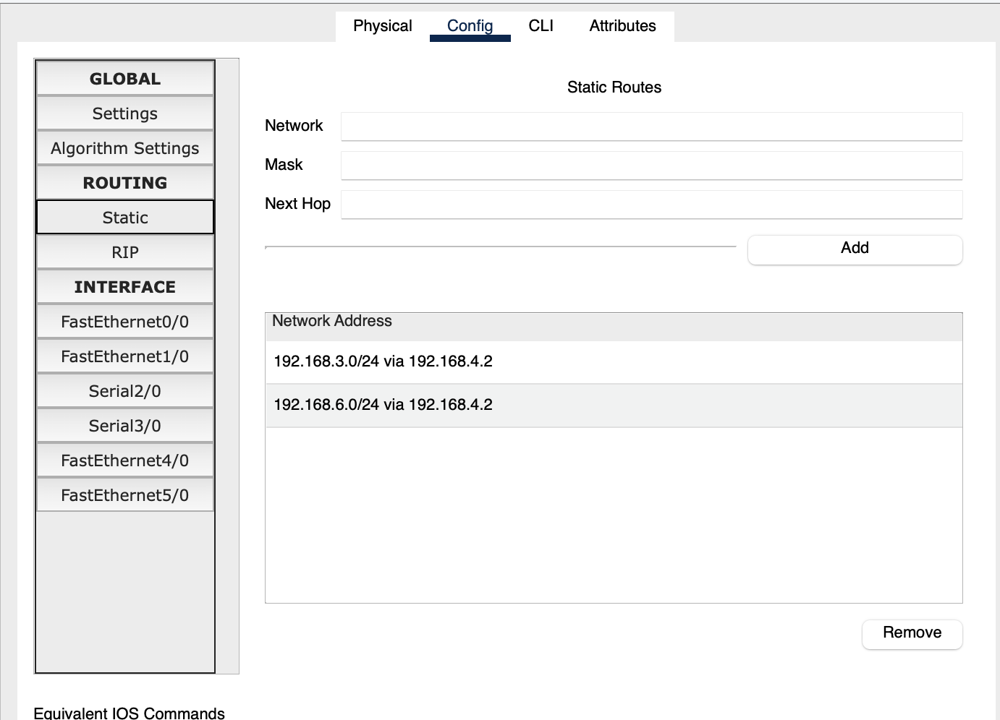 Physical Config CLI Attributes
GLOBAL
Settings
Algorithm Settings
ROUTING
Static
RIP
INTERFACE
FastEthernet0/0
FastEthernet1/0
Serial2/0
Serial3/0
FastEthernet4/0
FastEthernet5/0
Static Routes
Network
Mask
Next Hop
Add
Network Address
192.168.3.0/24 via 192.168.4.2
192.168.6.0/24 via 192.168.4.2
Remove
Equivalent IOS Commands